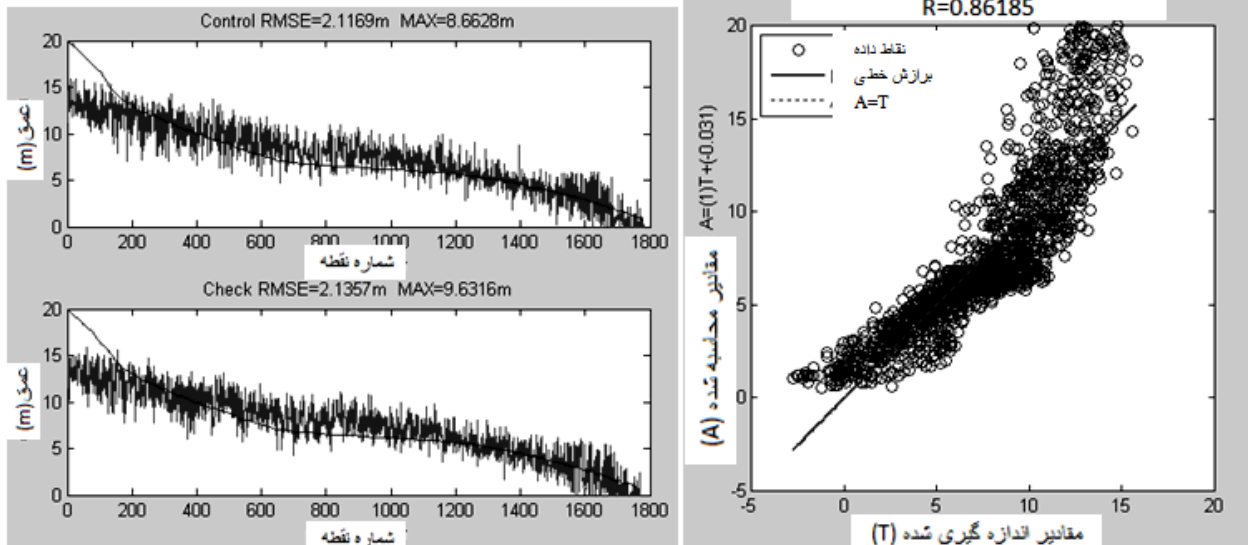 Control RMSE=2.1169m MAX=8.6628m
20
15
10
5
0
عمق (m)
0 200 400 600 800 1000 1200 1400 1600 1800
شماره نقطه
Check RMSE=2.1357m MAX=9.6316m
20
15
10
5
0
عمق (m)
0 200 400 600 800 1000 1200 1400 1600 1800
شماره نقطه
R=0.86185
نقاط داده
برازش خطی
A=T
20
15
10
5
0
-5
A=(1)T+(-0.031)
مقادیر محاسبه شده (A)
-5 0 5 10 15 20
مقادیر اندازه گیری شده (T)